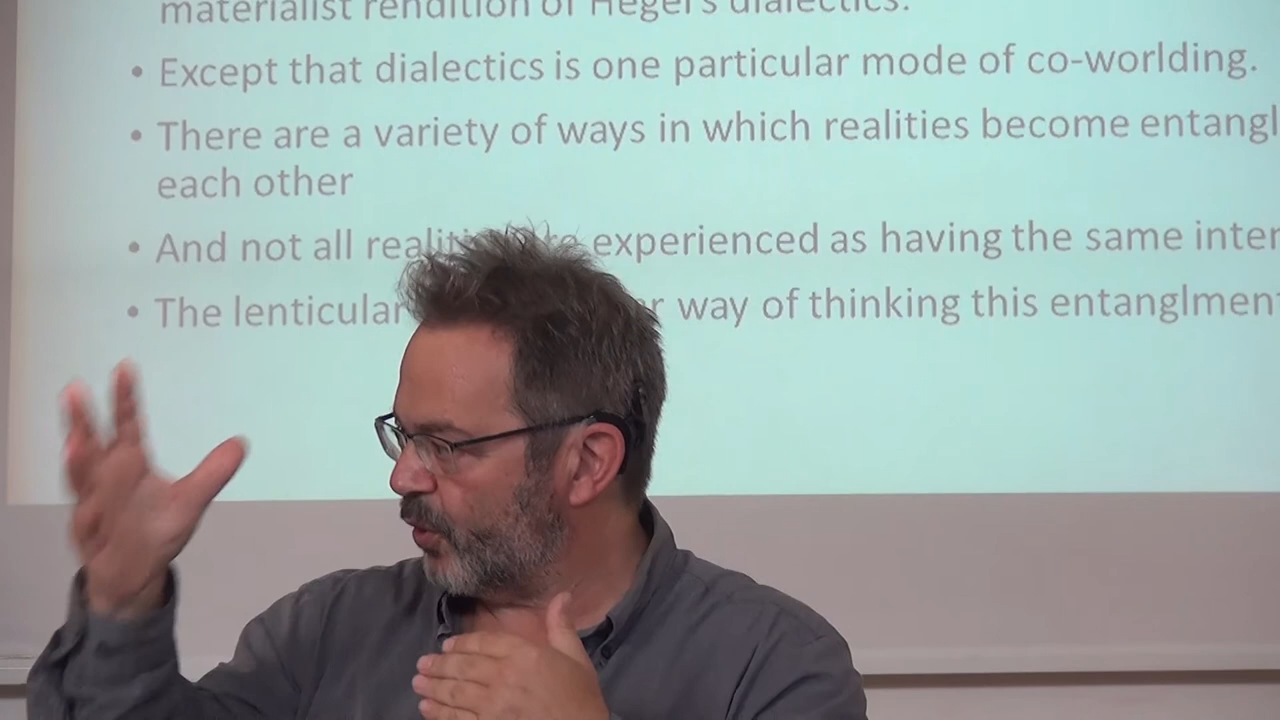 materialist rendition of Hegel's dialectics.
• Except that dialectics is one particular mode of co-worlding.
• There are a variety of ways in which realities become entangl
each other
• And not all experienced as having the same inter
• The lenticular way of thinking this entanglmen